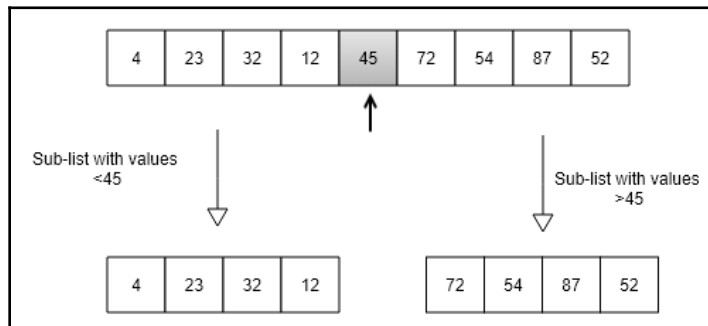 4 23 32 12 45 72 54 87 52
Sub-list with values
<45
Sub-list with values
>45
4 23 32 12
72 54 87 52